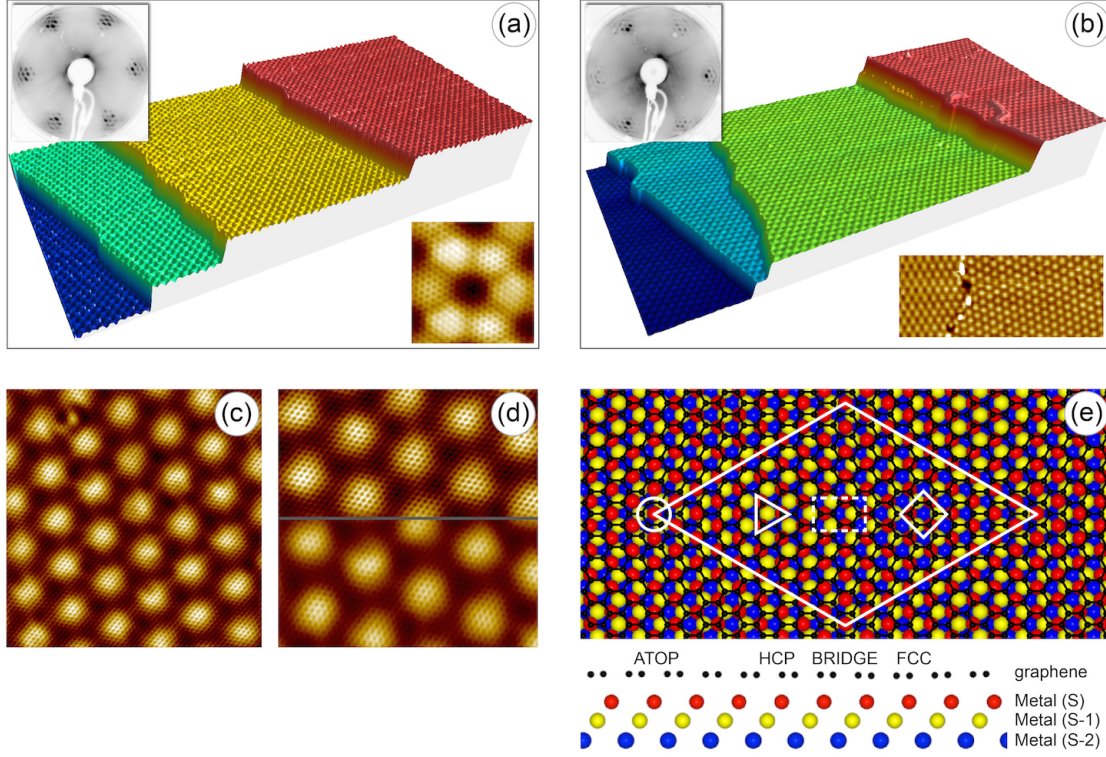 (a)
(b)
(c)
(d)
(e)
ATOP HCP BRIDGE FCC
graphene
Metal (S)
Metal (S-1)
Metal (S-2)